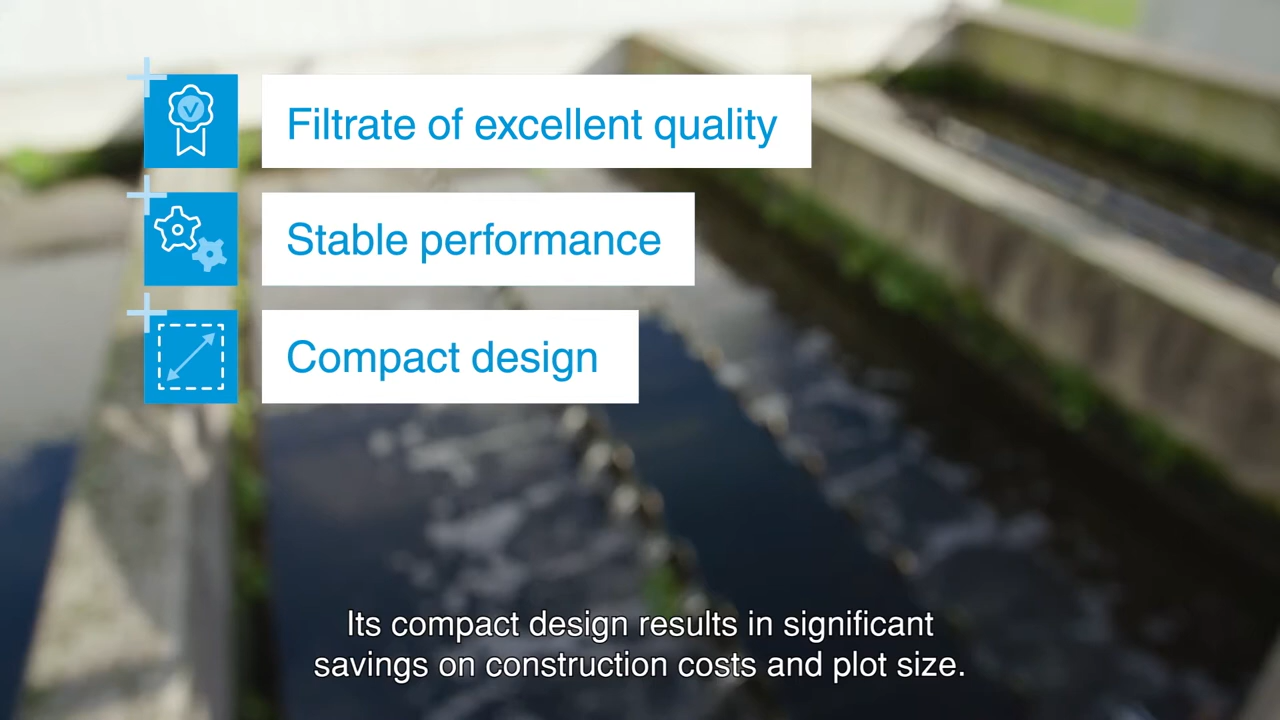 Filtrate of excellent quality
Stable performance
Compact design
Its compact design results in significant
savings on construction costs and plot size.